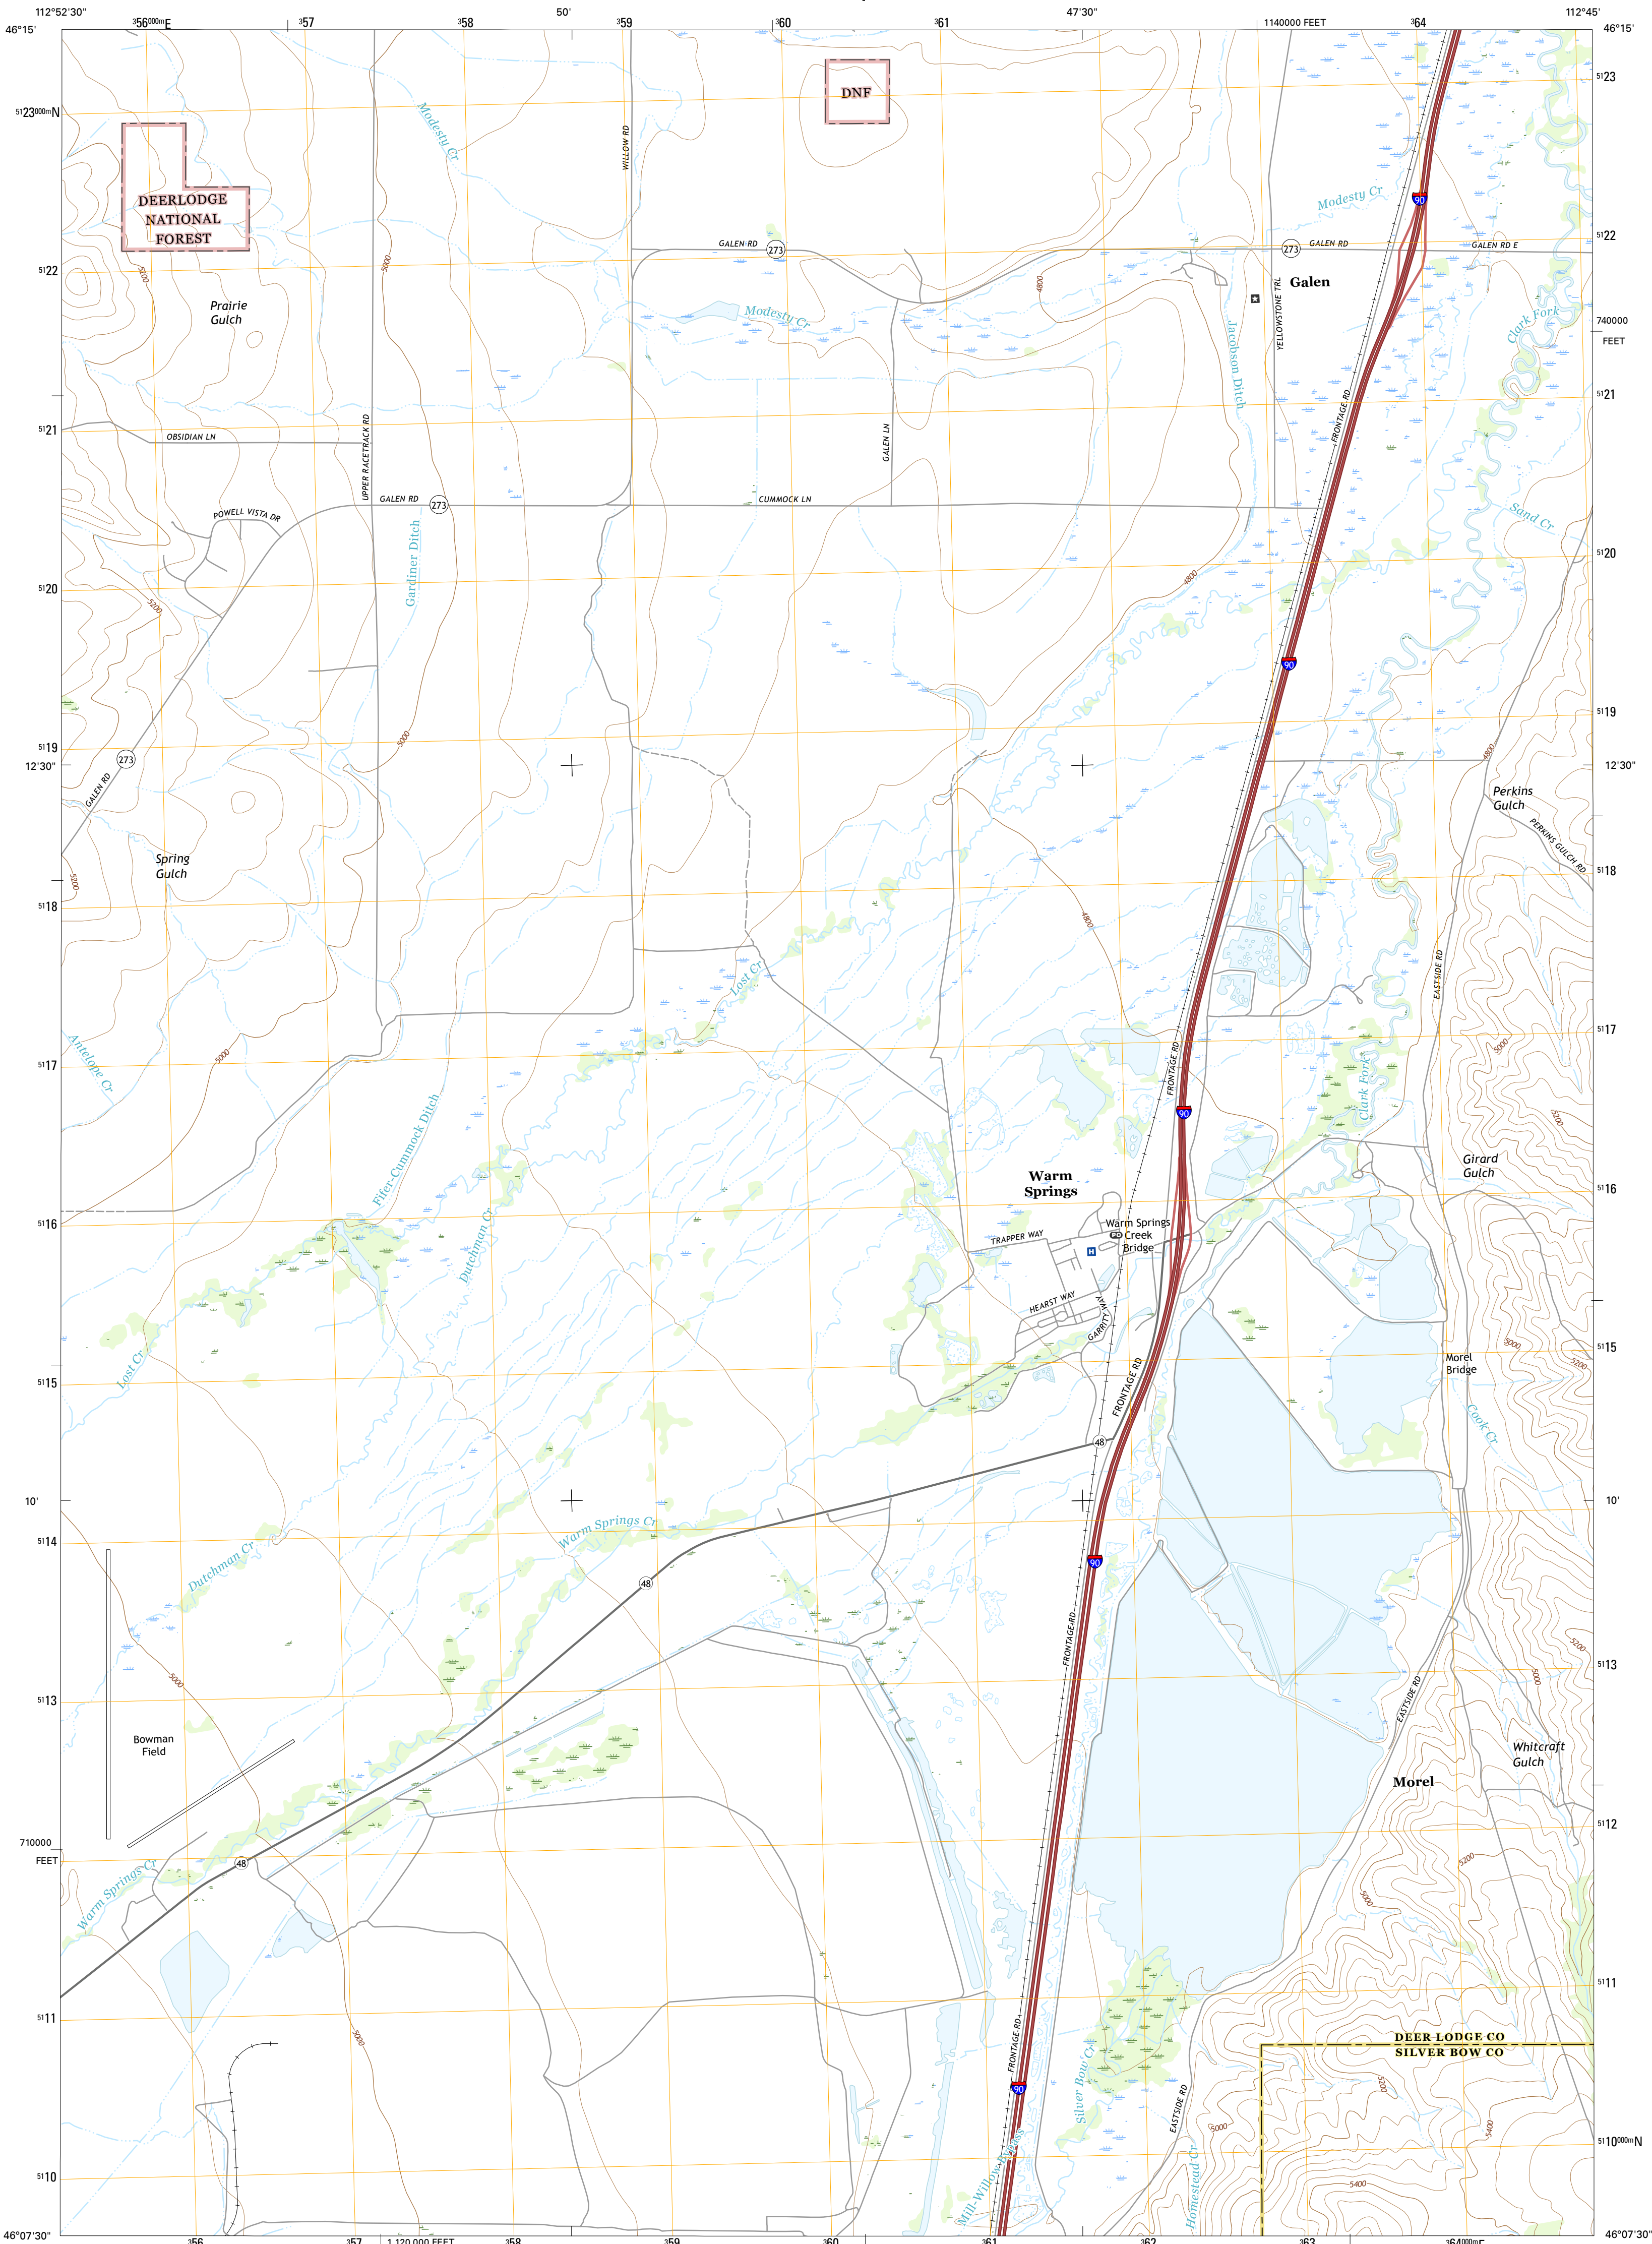 112°52'30"
³56⁰⁰⁰ᵐE
³57
³58
50'
³59
³60
³61
47'30"
1140000 FEET
³64
112°45'
46°15'
46°15'
⁵¹23⁰⁰⁰ᵐN
⁵¹23
DNF
Modesty Cr
WILLOW RD
DEERLODGE
NATIONAL
FOREST
Modesty Cr
90
273
GALEN RD
273
GALEN RD
GALEN RD E
⁵¹22
⁵¹22
5200
5000
4800
Galen
YELLOWSTONE TRL
Prairie
Gulch
Modesty Cr
Jacobson Ditch
Clark Fork
740000
FEET
⁵¹21
⁵¹21
FRONTAGE RD
OBSIDIAN LN
UPPER RACETRACK RD
GALEN LN
GALEN RD
273
CUMMOCK LN
POWELL VISTA DR
Gardiner Ditch
Sand Cr
⁵¹20
⁵¹20
5200
4800
90
⁵¹19
⁵¹19
5000
4800
12'30"
12'30"
273
GALEN RD
Perkins
Gulch
PERKINS GULCH RD
Spring
Gulch
5200
⁵¹18
⁵¹18
4800
EASTSIDE RD
Lost Cr
⁵¹17
⁵¹17
Antelope Cr
5000
5000
FRONTAGE RD
Clark Fork
90
5200
Fifer-Cummock Ditch
Girard
Gulch
Warm
Springs
⁵¹16
⁵¹16
Dutchman Cr
TRAPPER WAY
Warm Springs
PO
Creek
Bridge
H
HEARST WAY
GARRITY WAY
5000
5200
⁵¹15
⁵¹15
Lost Cr
Morel
Bridge
FRONTAGE RD
Cook Cr
48
10'
10'
⁵¹14
⁵¹14
Warm Springs Cr
Dutchman Cr
90
48
FRONTAGE RD
5200
5000
5000
⁵¹13
⁵¹13
EASTSIDE RD
Bowman
Field
Whitcraft
Gulch
Morel
⁵¹12
710000
FEET
48
5200
5000
Warm Springs Cr
⁵¹11
⁵¹11
5000
FRONTAGE RD
DEER LODGE CO
SILVER BOW CO
Silver Bow Cr
90
5200
EASTSIDE RD
5000
5400
⁵¹10⁰⁰⁰ᵐN
Mill-Willow Bypass
Homestead Cr
⁵¹10
5400
46°07'30"
46°07'30"
³56
³57
1 120 000 FEET
³58
³59
³60
³61
³62
³63
³64⁰⁰⁰ᵐE